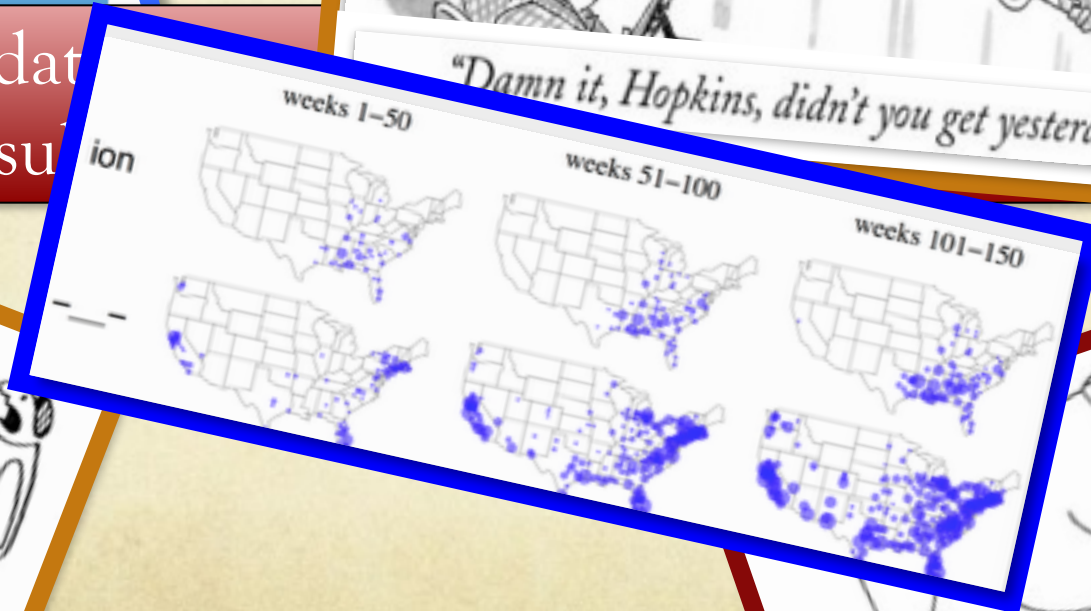 dat
su
“Damn it, Hopkins, didn’t you get yester
weeks 1–50
weeks 51–100
weeks 101–150
ion
- __ -